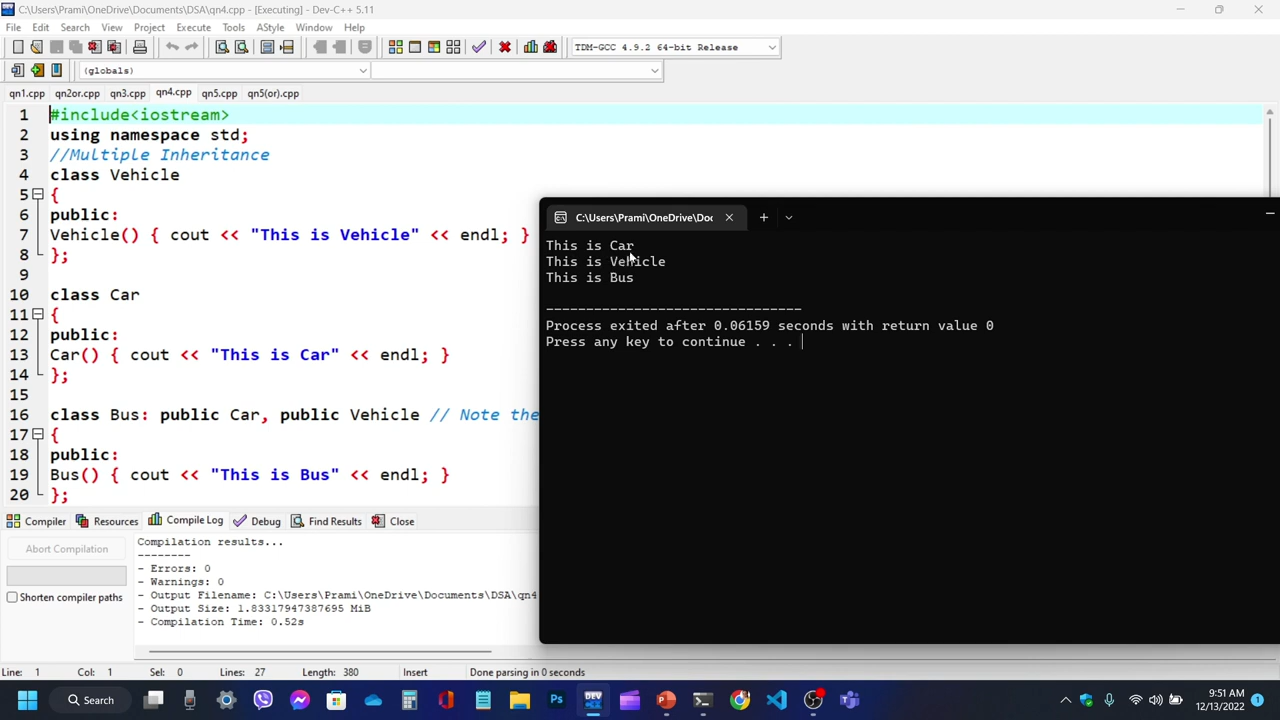 C:\Users\Prami\OneDrive\Documents\DSA\qn4.cpp - [Executing] - Dev-C++ 5.11
File Edit Search View Project Execute Tools AStyle Window Help
TDM-GCC 4.9.2 64-bit Release
(globals)
qn1.cpp qn2or.cpp qn3.cpp qn4.cpp qn5.cpp qn5(or).cpp
1 #include<iostream>
2 using namespace std;
3 //Multiple Inheritance
4 class Vehicle
5 {
6 public:
7 Vehicle() { cout << "This is Vehicle" << endl; }
8 };
9
10 class Car
11 {
12 public:
13 Car() { cout << "This is Car" << endl; }
14 };
15
16 class Bus: public Car, public Vehicle // Note the
17 {
18 public:
19 Bus() { cout << "This is Bus" << endl; }
20 };
C:\Users\Prami\OneDrive\Doc
This is Car
This is Vehicle
This is Bus
--------------------------------
Process exited after 0.06159 seconds with return value 0
Press any key to continue . . .
Compiler Resources Compile Log Debug Find Results Close
Abort Compilation
Shorten compiler paths
Compilation results...
--------
- Errors: 0
- Warnings: 0
- Output Filename: C:\Users\Prami\OneDrive\Documents\DSA\qn4
- Output Size: 1.83317947387695 MiB
- Compilation Time: 0.52s
Line: 1 Col: 1 Sel: 0 Lines: 27 Length: 380 Insert Done parsing in 0 seconds
Search
DEV
Ps
9:51 AM
12/13/2022
1